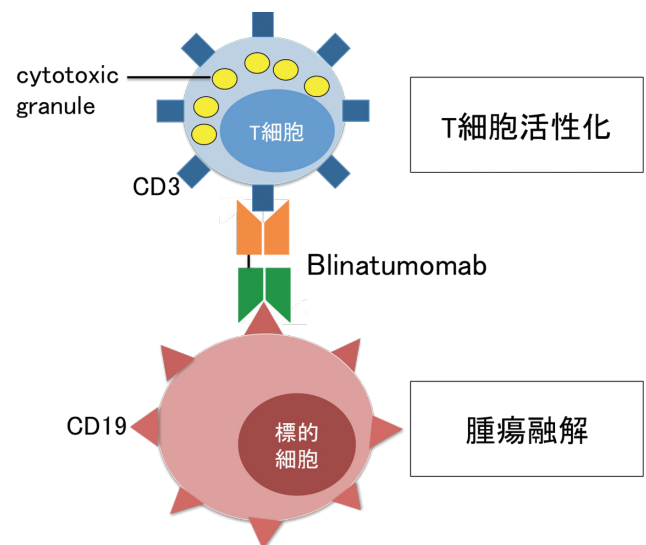 cytotoxic
granule
T細胞
T細胞活性化
CD3
Blinatumomab
CD19
標的
細胞
腫瘍融解